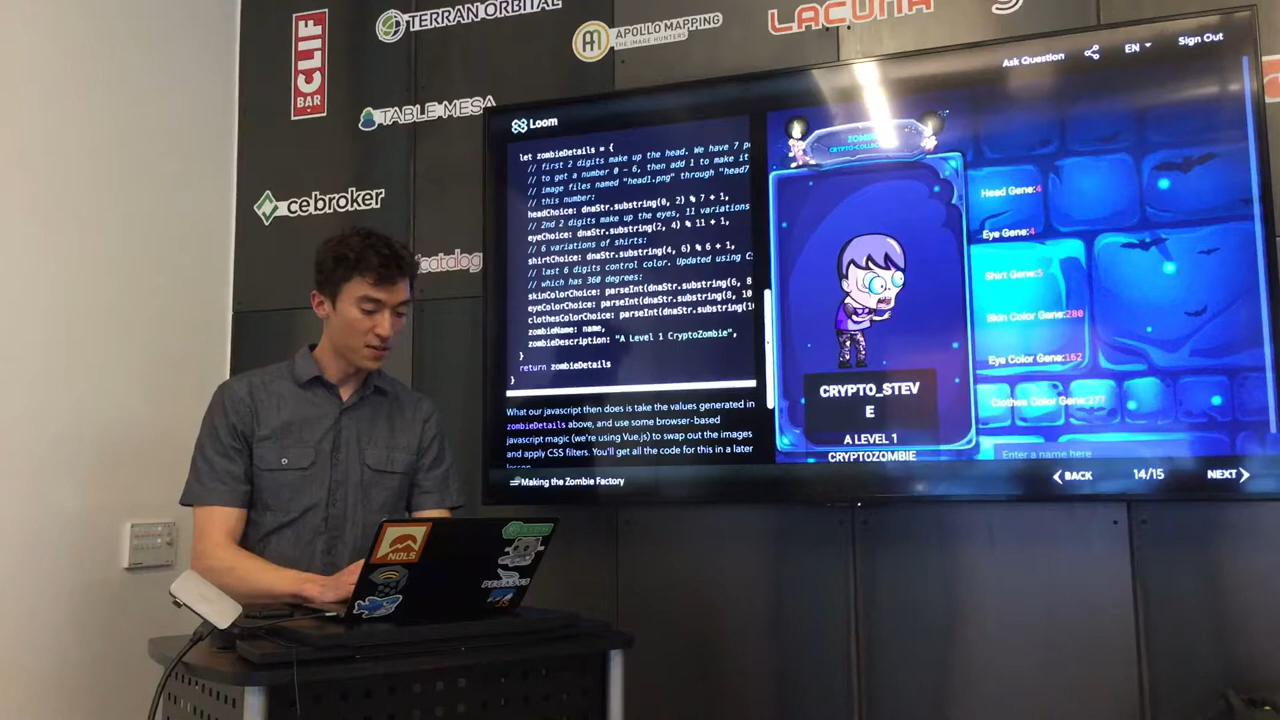 CLIF
BAR
TERRAN ORBITAL
APOLLO MAPPING
THE IMAGE HUNTERS
LACUNA
TABLE MESA
cebroker
catalog
Loom
Ask Question
EN
Sign Out
let zombieDetails = {
// first 2 digits make up the head. We have 7 p
// to get a number 0 - 6, then add 1 to make it
// image files named "head1.png" through "head7
// this number:
headChoice: dnaStr.substring(0, 2) % 7 + 1,
// 2nd 2 digits make up the eyes, 11 variations
eyeChoice: dnaStr.substring(2, 4) % 11 + 1,
// 6 variations of shirts:
shirtChoice: dnaStr.substring(4, 6) % 6 + 1,
// last 6 digits control color. Updated using CS
// which has 360 degrees:
skinColorChoice: parseInt(dnaStr.substring(6, 8
eyeColorChoice: parseInt(dnaStr.substring(8, 10
clothesColorChoice: parseInt(dnaStr.substring(10
zombieName: name,
zombieDescription: "A Level 1 CryptoZombie",
}
return zombieDetails
}
What our javascript then does is take the values generated in
zombieDetails above, and use some browser-based
javascript magic (we're using Vue.js) to swap out the images
and apply CSS filters. You'll get all the code for this in a later
lesson.
CRYPTO_STEV
E
A LEVEL 1
CRYPTOZOMBIE
Head Gene:4
Eye Gene:4
Shirt Gene:5
Skin Color Gene:280
Eye Color Gene:162
Clothes Color Gene:277
Enter a name here
Making the Zombie Factory
BACK
14/15
NEXT
NOLS
PEGASYS
JS